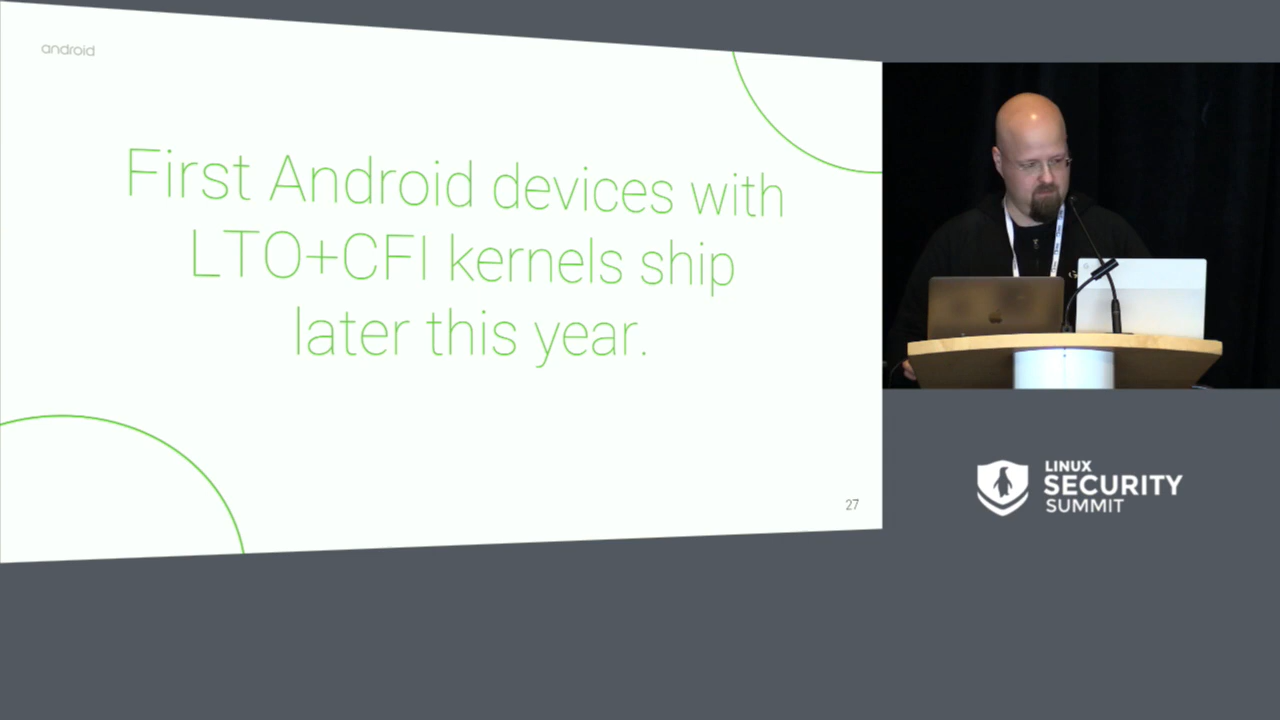 android
First Android devices with
LTO+CFI kernels ship
later this year.
27
LINUX
SECURITY
SUMMIT